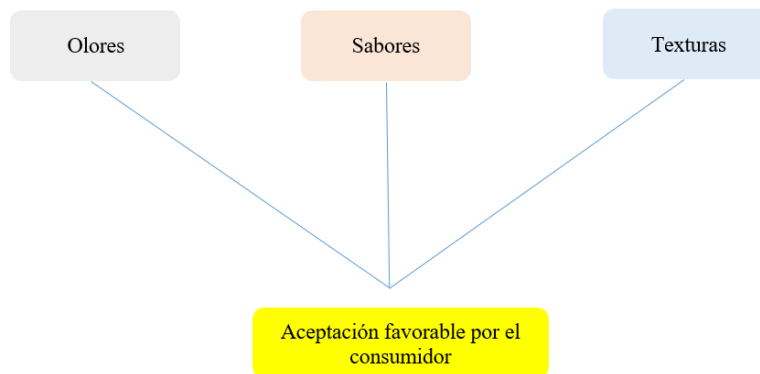 Olores
Sabores
Texturas
Aceptación favorable por el
consumidor